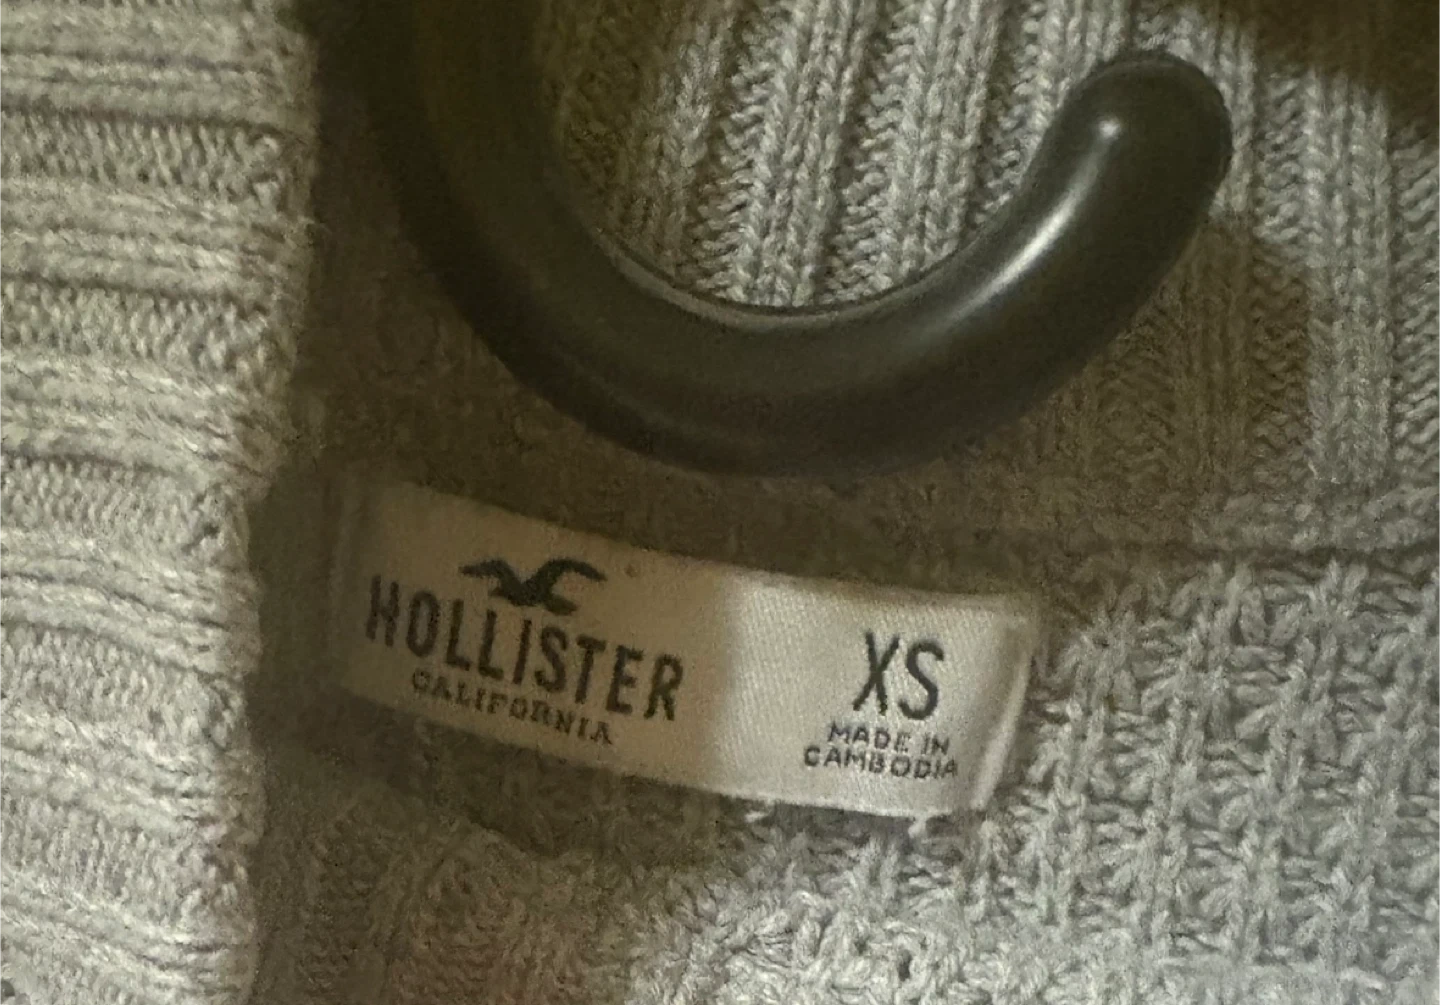 HOLLISTER
CALIFORNIA
XS
MADE IN
CAMBODIA